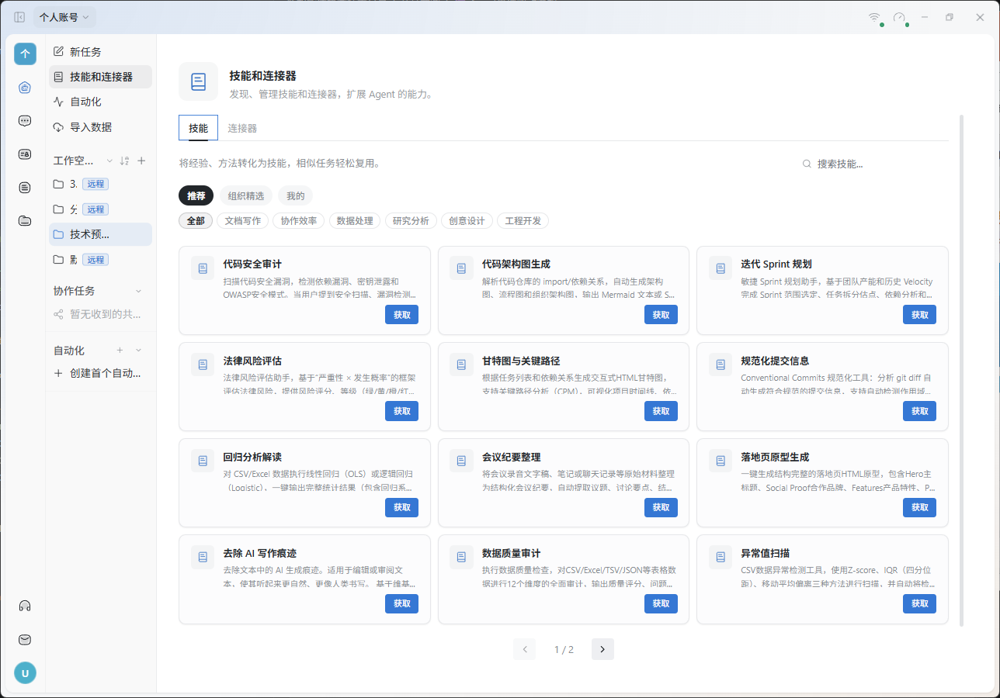 个人账号
个
新任务
技能和连接器
自动化
导入数据
工作空...
3. 远程
分 远程
技术预...
远程
协作任务
暂无收到的共...
自动化
创建首个自动...
U
技能和连接器
发现、管理技能和连接器，扩展 Agent 的能力。
技能 连接器
将经验、方法转化为技能，相似任务轻松复用。
搜索技能...
推荐 组织精选 我的
全部 文档写作 协作效率 数据处理 研究分析 创意设计 工程开发
代码安全审计
扫描代码安全漏洞，检测依赖漏洞、密钥泄露和
OWASP安全模式。当用户提到安全扫描、漏洞检测...
获取
代码架构图生成
解析代码仓库的 import/依赖关系，自动生成架构
图、流程图和组织架构图，输出 Mermaid 文本或 S...
获取
迭代 Sprint 规划
敏捷 Sprint 规划助手，基于团队产能和历史 Velocity
完成 Sprint 范围选定、任务拆分估点、依赖分析和...
获取
法律风险评估
法律风险评估助手，基于“严重性 × 发生概率”的框架
评估法律风险，提供风险评分、等级（绿/黄/橙/红...
获取
甘特图与关键路径
根据任务列表和依赖关系生成交互式HTML甘特图，
支持关键路径分析（CPM），可视化项目时间线、依...
获取
规范化提交信息
Conventional Commits 规范化工具：分析 git diff 自
动生成符合规范的提交信息，支持自动检测作用域...
获取
回归分析解读
对 CSV/Excel 数据执行线性回归（OLS）或逻辑回归
（Logistic），一键输出完整统计结果（包含回归系...
获取
会议纪要整理
将会议录音文字稿、笔记或聊天记录等原始材料整理
为结构化会议纪要，自动提取议题、讨论要点、结...
获取
落地页原型生成
一键生成结构完整的落地页HTML原型，包含Hero主
标题、Social Proof合作品牌、Features产品特性、P...
获取
去除 AI 写作痕迹
去除文本中的 AI 生成痕迹。适用于编辑或审阅文
本，使其听起来更自然、更像人类书写。 基于维基...
获取
数据质量审计
执行数据质量检查，对CSV/Excel/TSV/JSON等表格数
据进行12个维度的全面审计，输出质量评分、问题...
获取
异常值扫描
CSV数据异常检测工具，使用Z-score、IQR（四分位
距）、移动平均偏离三种方法进行扫描，并自动将检...
获取
1 / 2